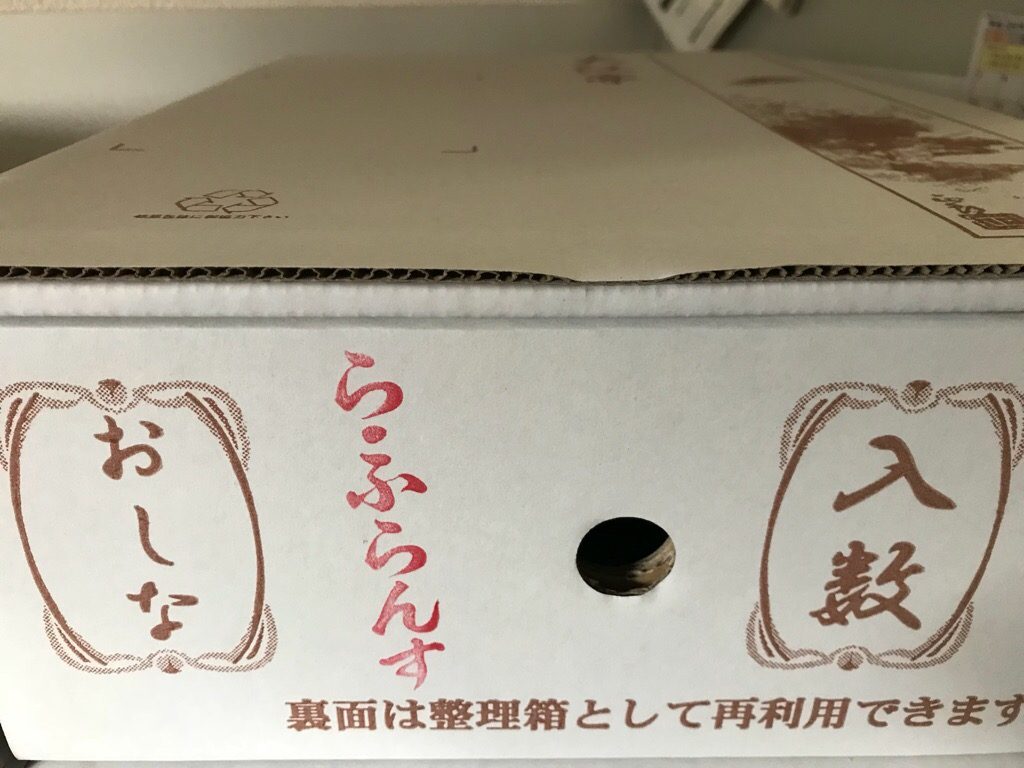 おしな
らふらんす
入数
裏面は整理箱として再利用できます